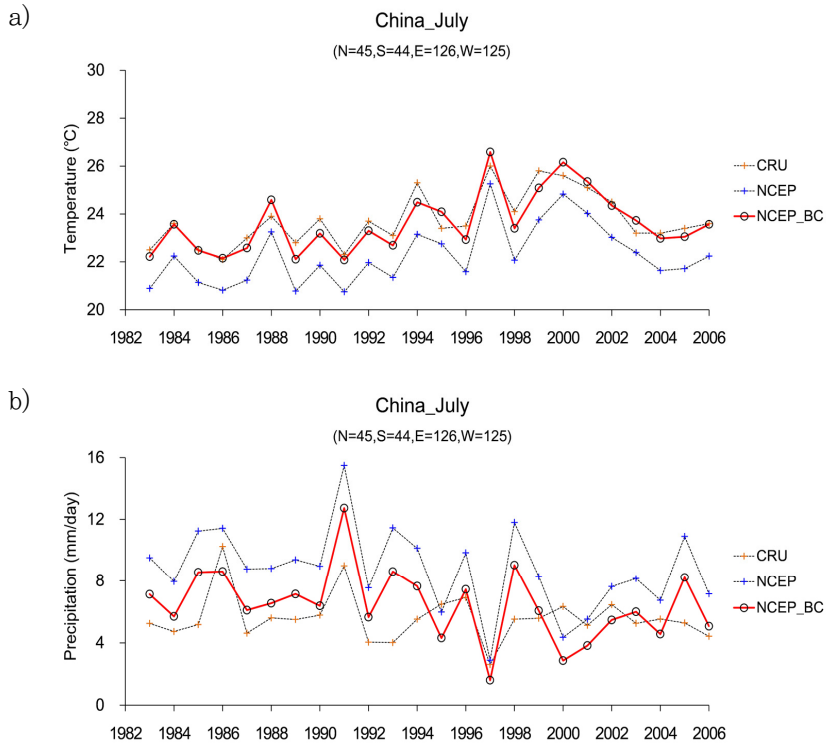 a)
China_July
(N=45,S=44,E=126,W=125)
30
28
26
24
22
20
Temperature (°C)
1982 1984 1986 1988 1990 1992 1994 1996 1998 2000 2002 2004 2006
CRU
NCEP
NCEP_BC
b)
China_July
(N=45,S=44,E=126,W=125)
16
12
8
4
0
Precipitation (mm/day)
1982 1984 1986 1988 1990 1992 1994 1996 1998 2000 2002 2004 2006
CRU
NCEP
NCEP_BC